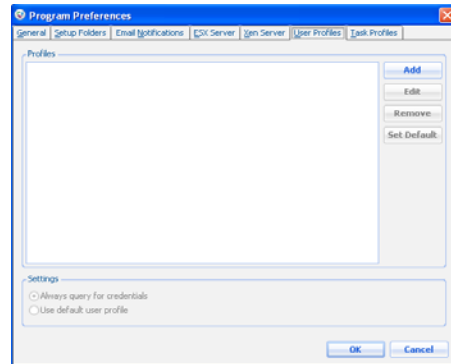 Program Preferences
General Setup Folders Email Notifications ESX Server Xen Server User Profiles Task Profiles
Profiles
Add
Edit
Remove
Set Default
Settings
Always query for credentials
Use default user profile
OK Cancel